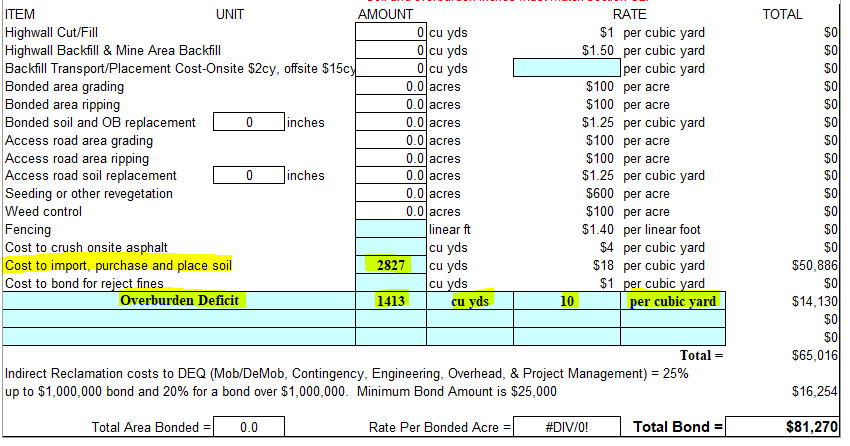 ITEM UNIT AMOUNT RATE TOTAL
Highwall Cut/Fill 0 cu yds $1 per cubic yard $0
Highwall Backfill & Mine Area Backfill 0 cu yds $1.50 per cubic yard $0
Backfill Transport/Placement Cost-Onsite $2cy, offsite $15cy 0 cu yds per cubic yard $0
Bonded area grading 0.0 acres $100 per acre $0
Bonded area ripping 0.0 acres $100 per acre $0
Bonded soil and OB replacement 0 inches 0.0 acres $1.25 per cubic yard $0
Access road area grading 0.0 acres $100 per acre $0
Access road area ripping 0.0 acres $100 per acre $0
Access road soil replacement 0 inches 0.0 acres $1.25 per cubic yard $0
Seeding or other revegetation 0.0 acres $600 per acre $0
Weed control 0.0 acres $100 per acre $0
Fencing linear ft $1.40 per linear foot $0
Cost to crush onsite asphalt cu yds $4 per cubic yard $0
Cost to import, purchase and place soil 2827 cu yds $18 per cubic yard $50,886
Cost to bond for reject fines cu yds $1 per cubic yard $0
Overburden Deficit 1413 cu yds 10 per cubic yard $14,130
$0
$0
Total = $65,016
Indirect Reclamation costs to DEQ (Mob/DeMob, Contingency, Engineering, Overhead, & Project Management) = 25%
up to $1,000,000 bond and 20% for a bond over $1,000,000. Minimum Bond Amount is $25,000 $16,254
Total Area Bonded = 0.0 Rate Per Bonded Acre = #DIV/0! Total Bond = $81,270